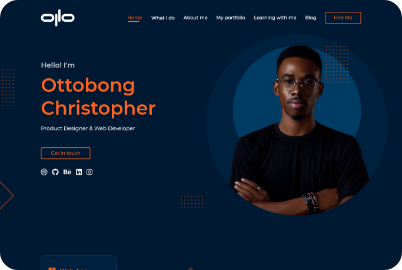 Home What I do About me My portfolio Learning with me Blog Hire Me
Hello! I'm
Ottobong
Christopher
Product Designer & Web Developer
Get in touch
Bē